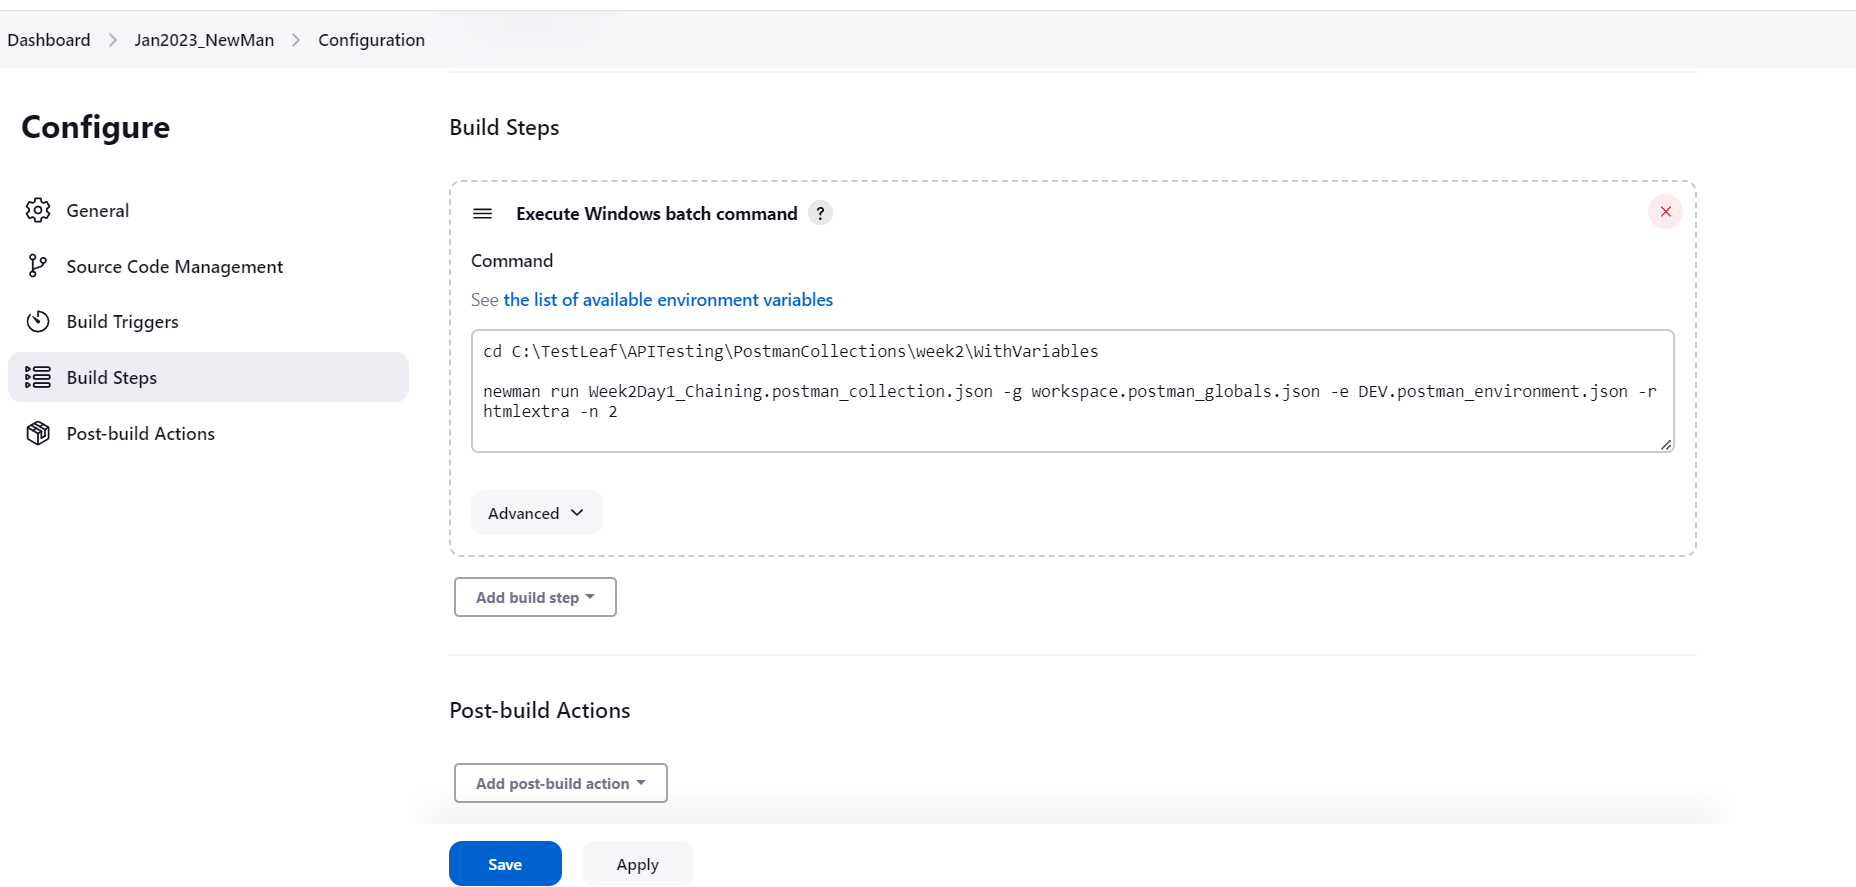 Dashboard > Jan2023_NewMan > Configuration
Configure
General
Source Code Management
Build Triggers
Build Steps
Post-build Actions
Build Steps
Execute Windows batch command ?
Command
See the list of available environment variables
cd C:\TestLeaf\APITesting\PostmanCollections\week2\WithVariables
newman run Week2Day1_Chaining.postman_collection.json -g workspace.postman_globals.json -e DEV.postman_environment.json -r
htmlextra -n 2
Advanced
Add build step
Post-build Actions
Add post-build action
Save Apply